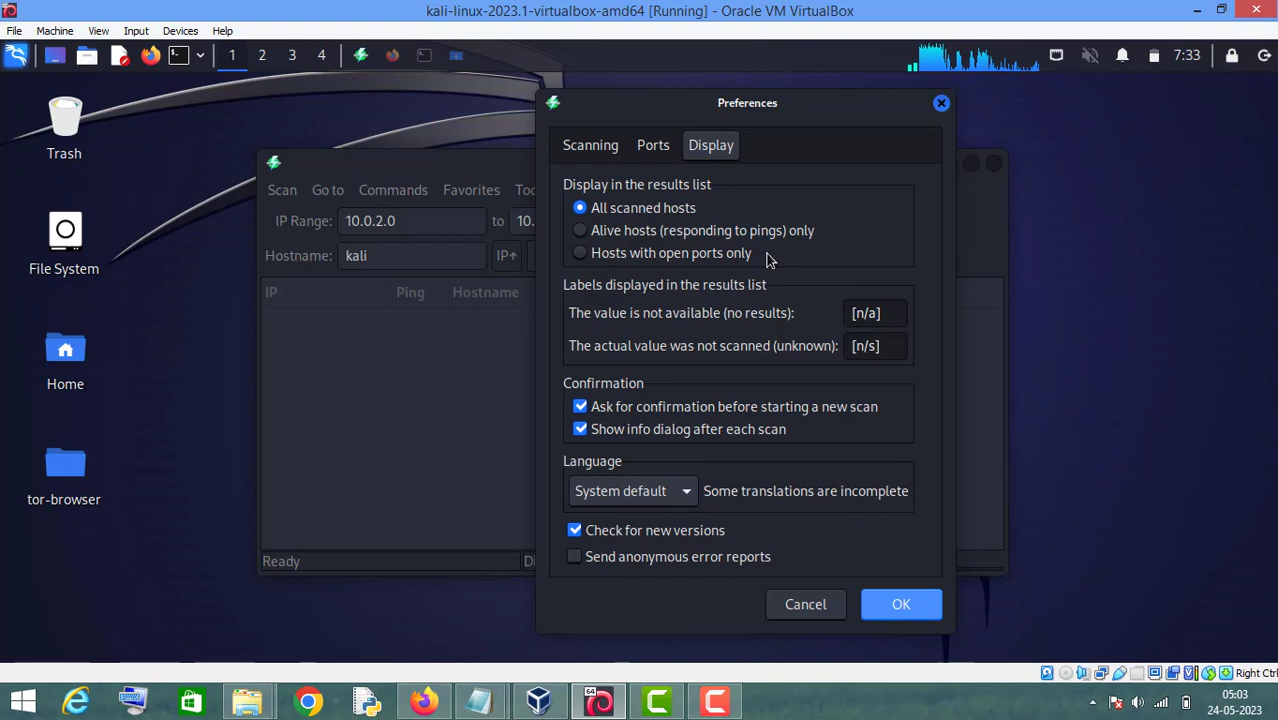 kali-linux-2023.1-virtualbox-amd64 [Running] - Oracle VM VirtualBox
File Machine View Input Devices Help
1 2 3 4 7:33
Trash
File System
Home
tor-browser
Scan Go to Commands Favorites Too
IP Range: 10.0.2.0 to 10.
Hostname: kali IP↑
IP Ping Hostname
Ready Di
Preferences
Scanning Ports Display
Display in the results list
All scanned hosts
Alive hosts (responding to pings) only
Hosts with open ports only
Labels displayed in the results list
The value is not available (no results): [n/a]
The actual value was not scanned (unknown): [n/s]
Confirmation
Ask for confirmation before starting a new scan
Show info dialog after each scan
Language
System default Some translations are incomplete
Check for new versions
Send anonymous error reports
Cancel OK
Right Ctrl
64
05:03
24-05-2023